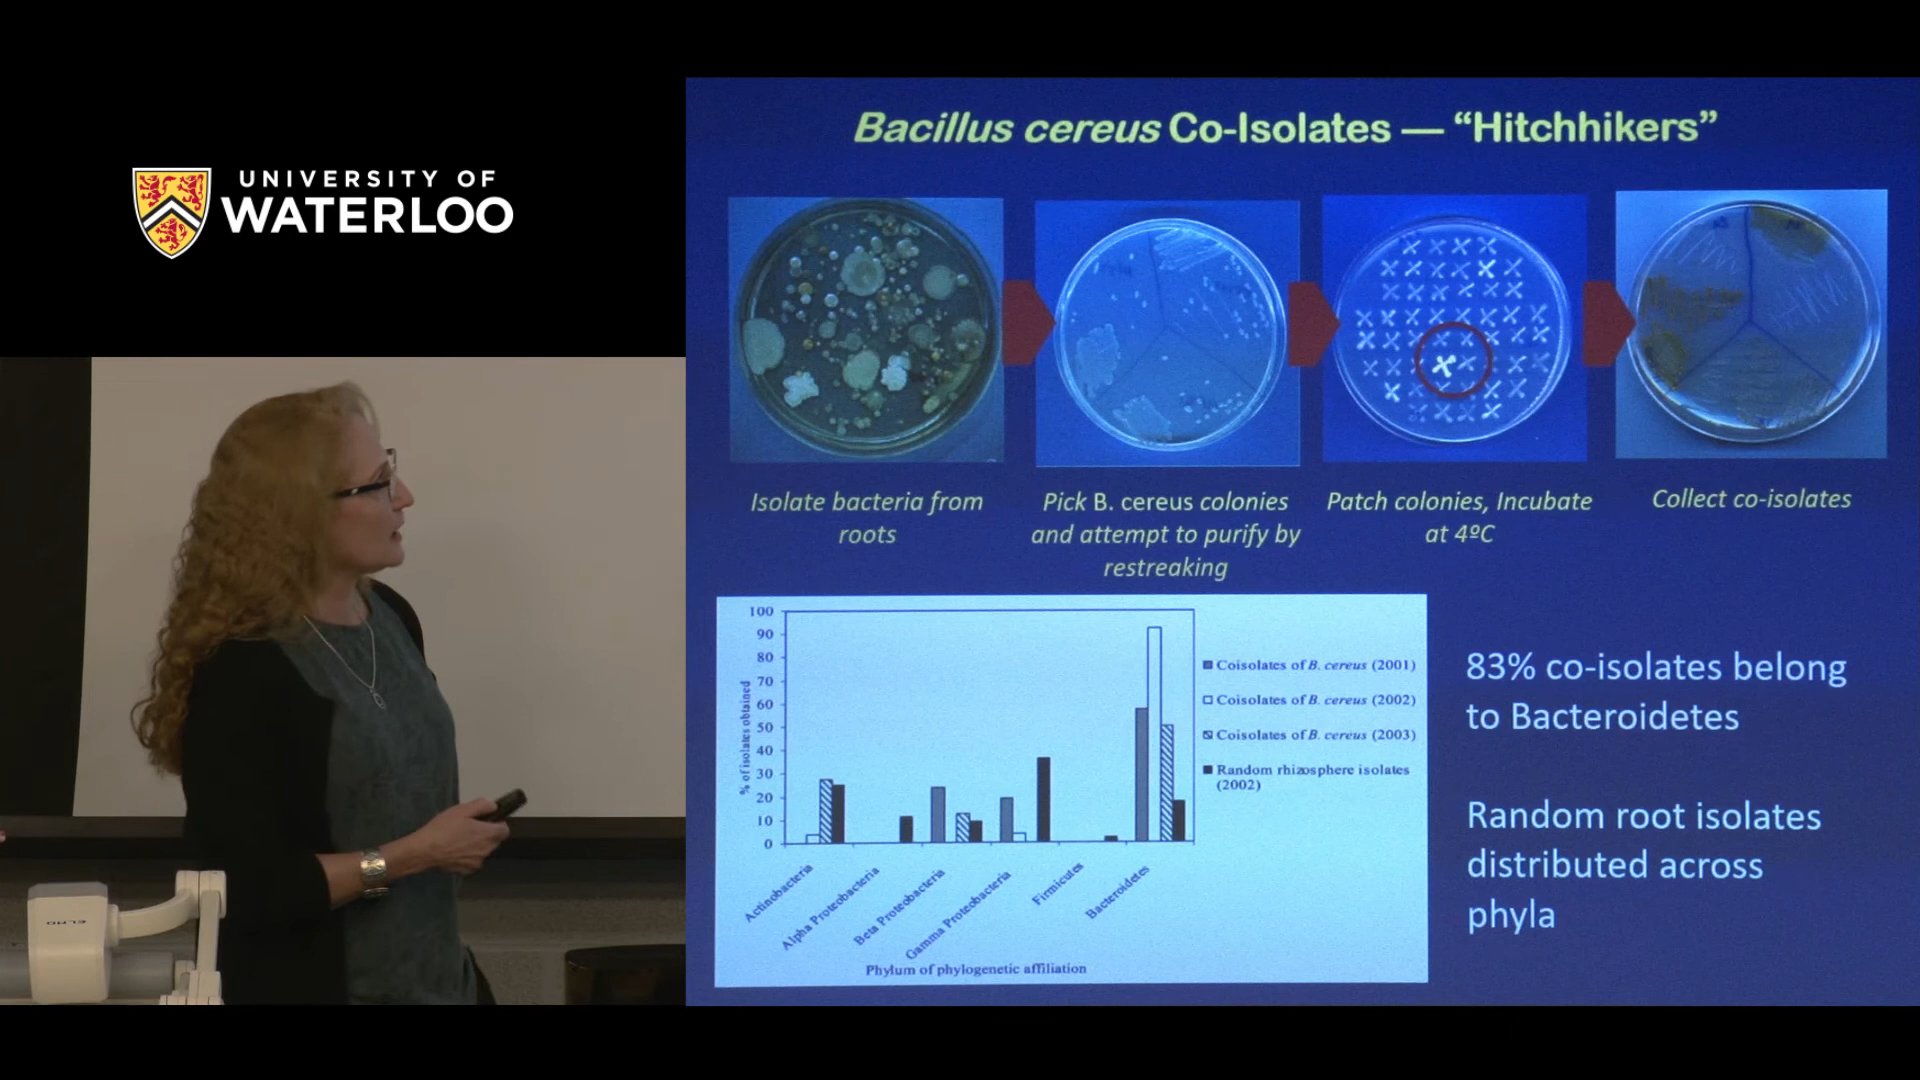 UNIVERSITY OF
WATERLOO
Bacillus cereus Co-Isolates — “Hitchhikers”
Isolate bacteria from
roots
Pick B. cereus colonies
and attempt to purify by
restreaking
Patch colonies, Incubate
at 4ºC
Collect co-isolates
100
90
80
70
60
50
40
30
20
10
0
% of isolates obtained
Actinobacteria
Alpha Proteobacteria
Beta Proteobacteria
Gamma Proteobacteria
Firmicutes
Bacteroidetes
Phylum of phylogenetic affiliation
Coisolates of B. cereus (2001)
Coisolates of B. cereus (2002)
Coisolates of B. cereus (2003)
Random rhizosphere isolates
(2002)
83% co-isolates belong
to Bacteroidetes
Random root isolates
distributed across
phyla
ELMO